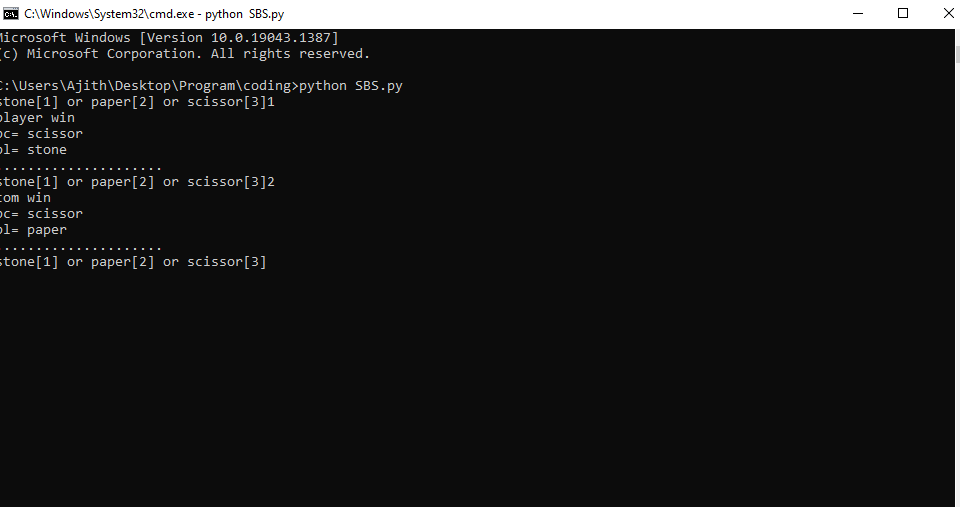 C:\Windows\System32\cmd.exe - python SBS.py
Microsoft Windows [Version 10.0.19043.1387]
(c) Microsoft Corporation. All rights reserved.
C:\Users\Ajith\Desktop\Program\coding>python SBS.py
stone[1] or paper[2] or scissor[3]1
player win
pc= scissor
pl= stone
.....................
stone[1] or paper[2] or scissor[3]2
com win
pc= scissor
pl= paper
.....................
stone[1] or paper[2] or scissor[3]